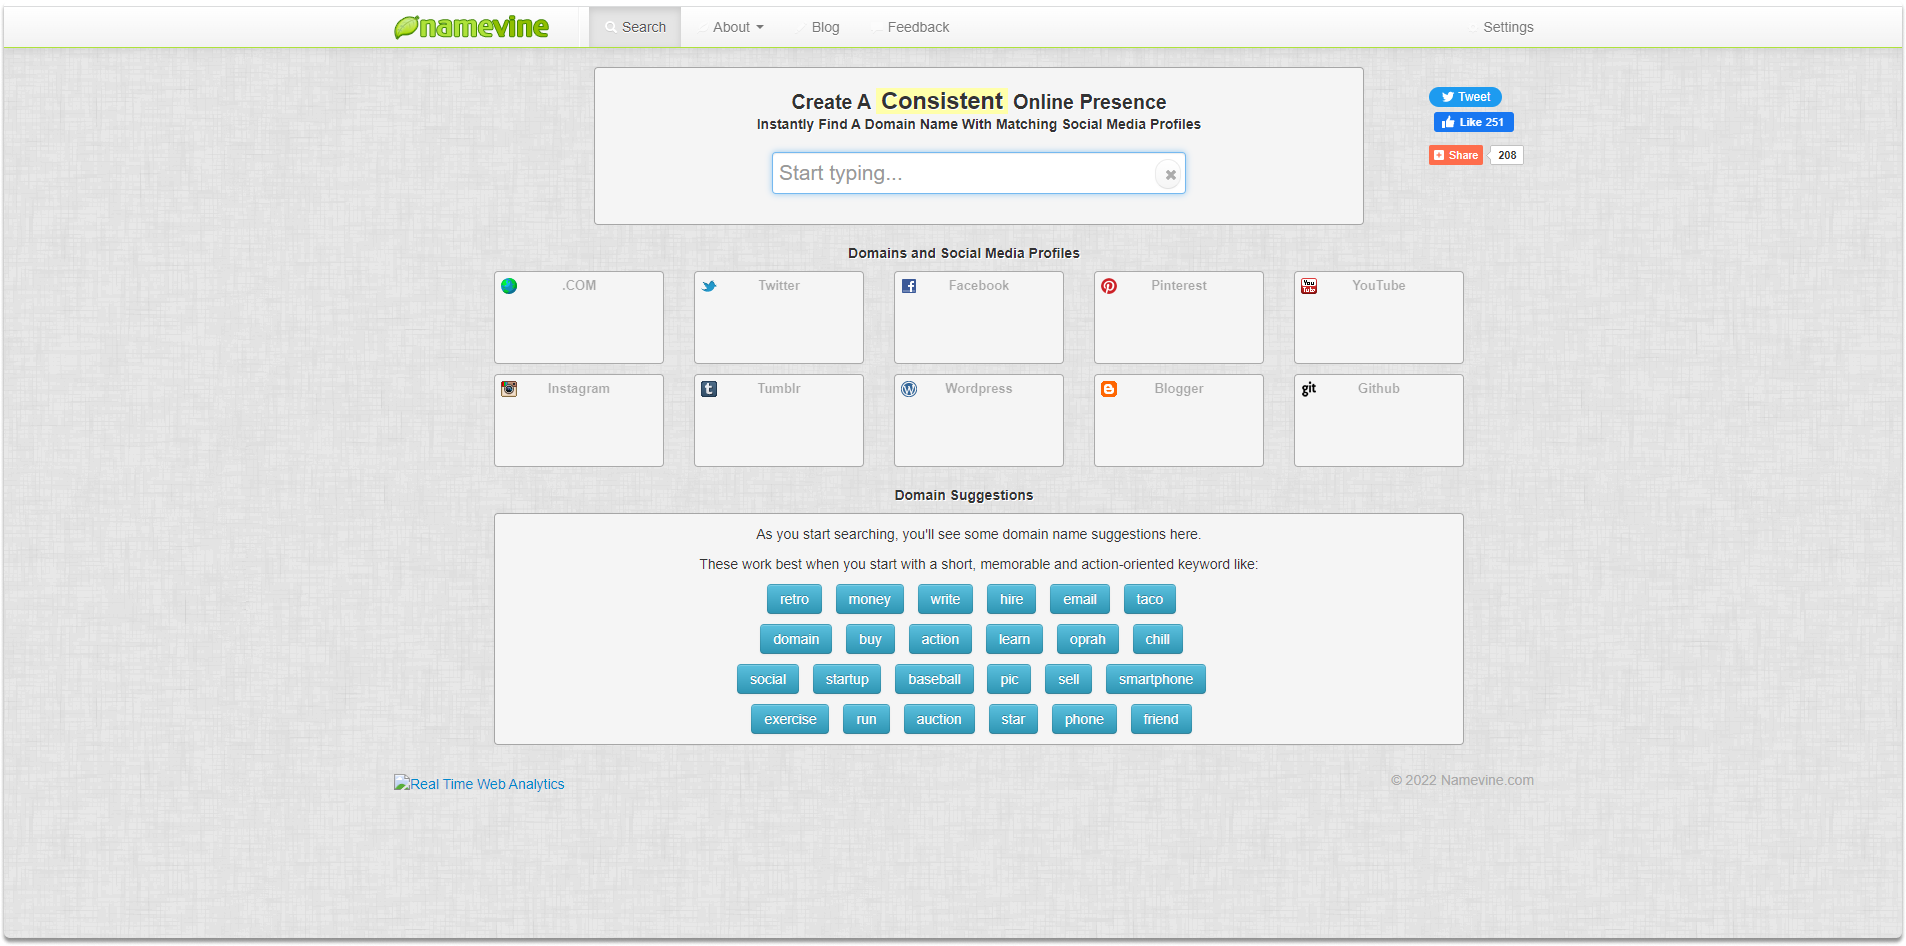 namevine Search About Blog Feedback Settings
Create A Consistent Online Presence
Instantly Find A Domain Name With Matching Social Media Profiles
Start typing...
Tweet
Like 251
Share 208
Domains and Social Media Profiles
.COM Twitter Facebook Pinterest YouTube
Instagram Tumblr Wordpress Blogger git Github
Domain Suggestions
As you start searching, you'll see some domain name suggestions here.
These work best when you start with a short, memorable and action-oriented keyword like:
retro money write hire email taco
domain buy action learn oprah chill
social startup baseball pic sell smartphone
exercise run auction star phone friend
Real Time Web Analytics
© 2022 Namevine.com